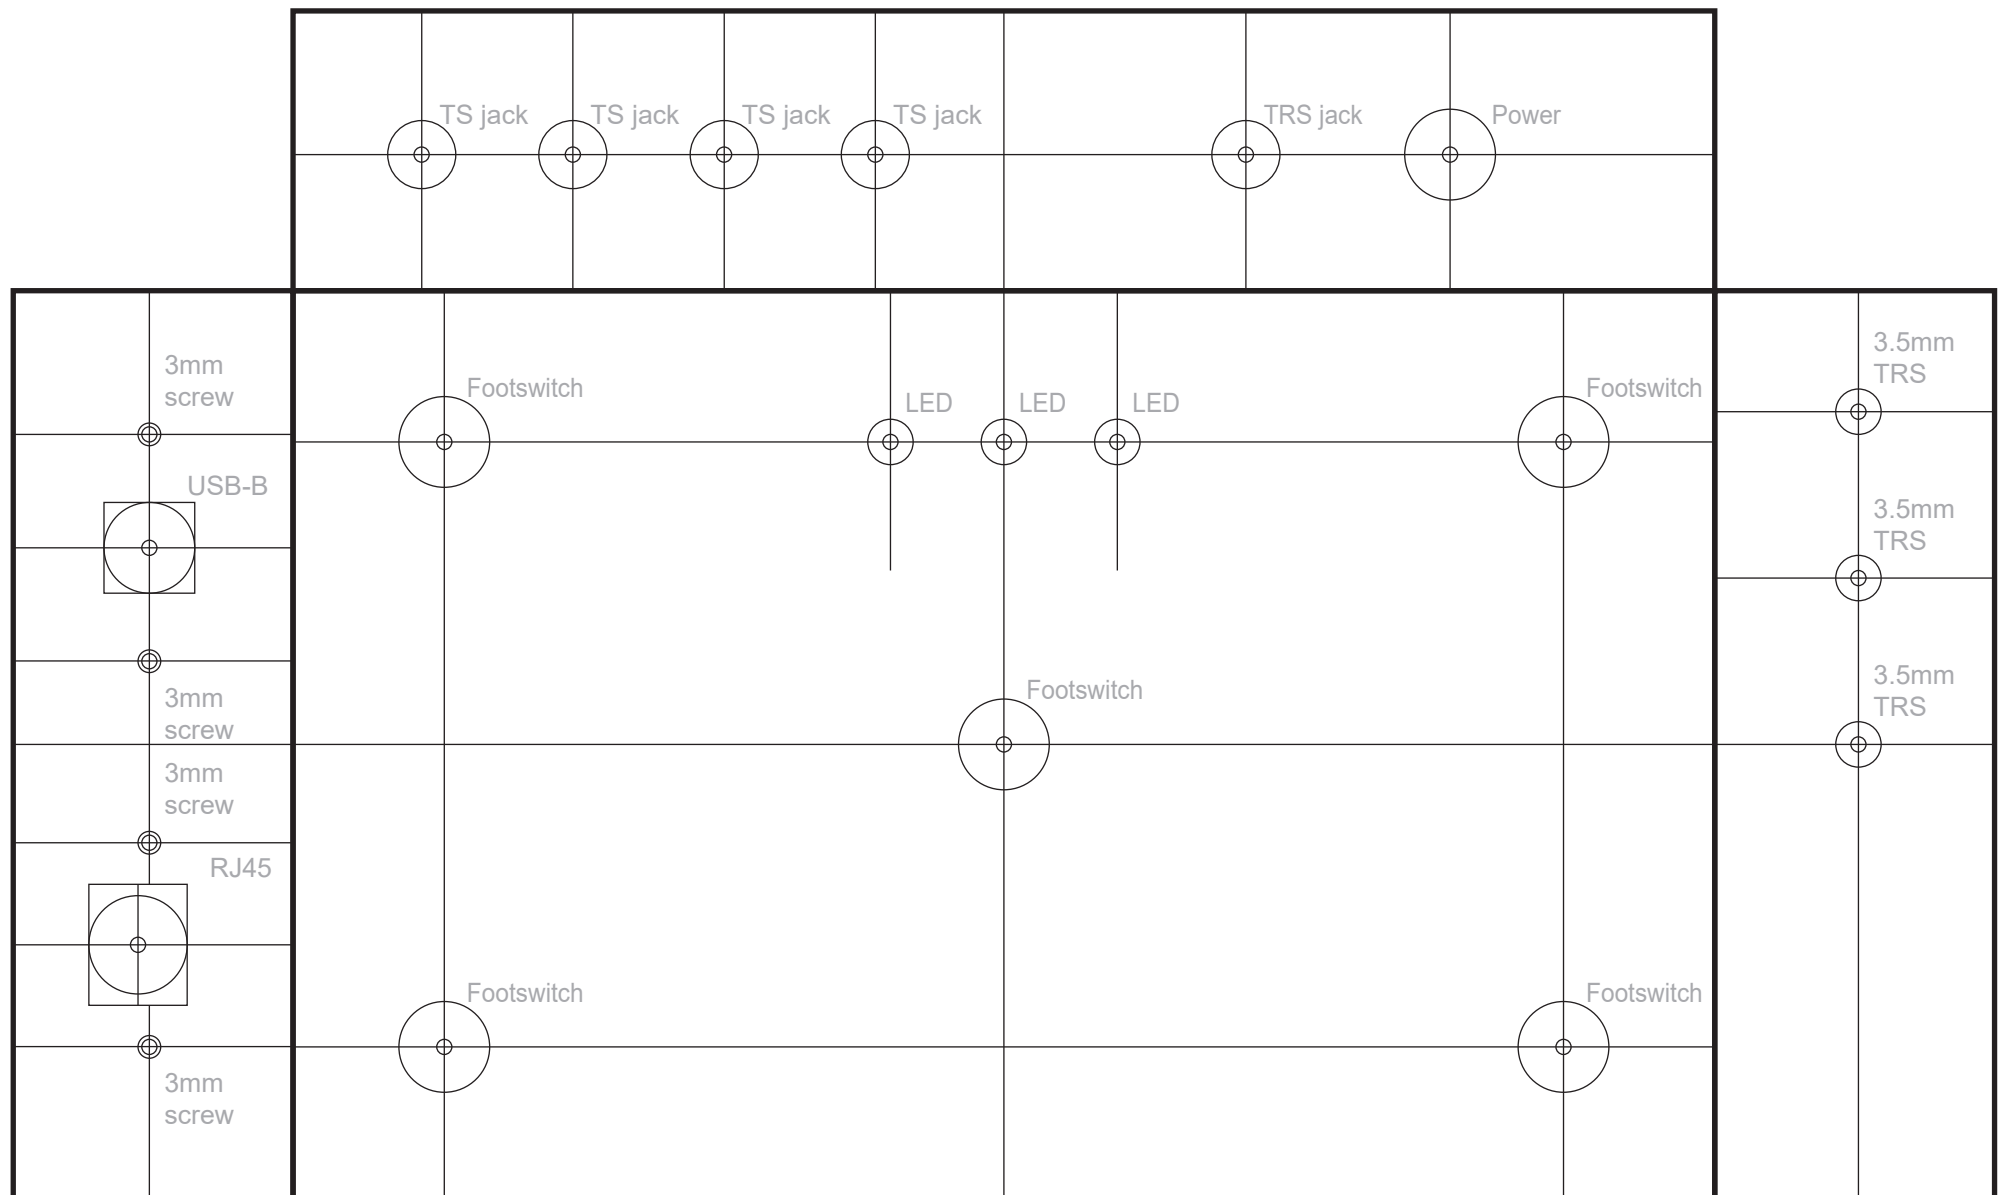 TS jack
TS jack
TS jack
TS jack
TRS jack
Power
3mm
screw
USB-B
3mm
screw
3mm
screw
RJ45
3mm
screw
Footswitch
LED
LED
LED
Footswitch
Footswitch
Footswitch
Footswitch
3.5mm
TRS
3.5mm
TRS
3.5mm
TRS